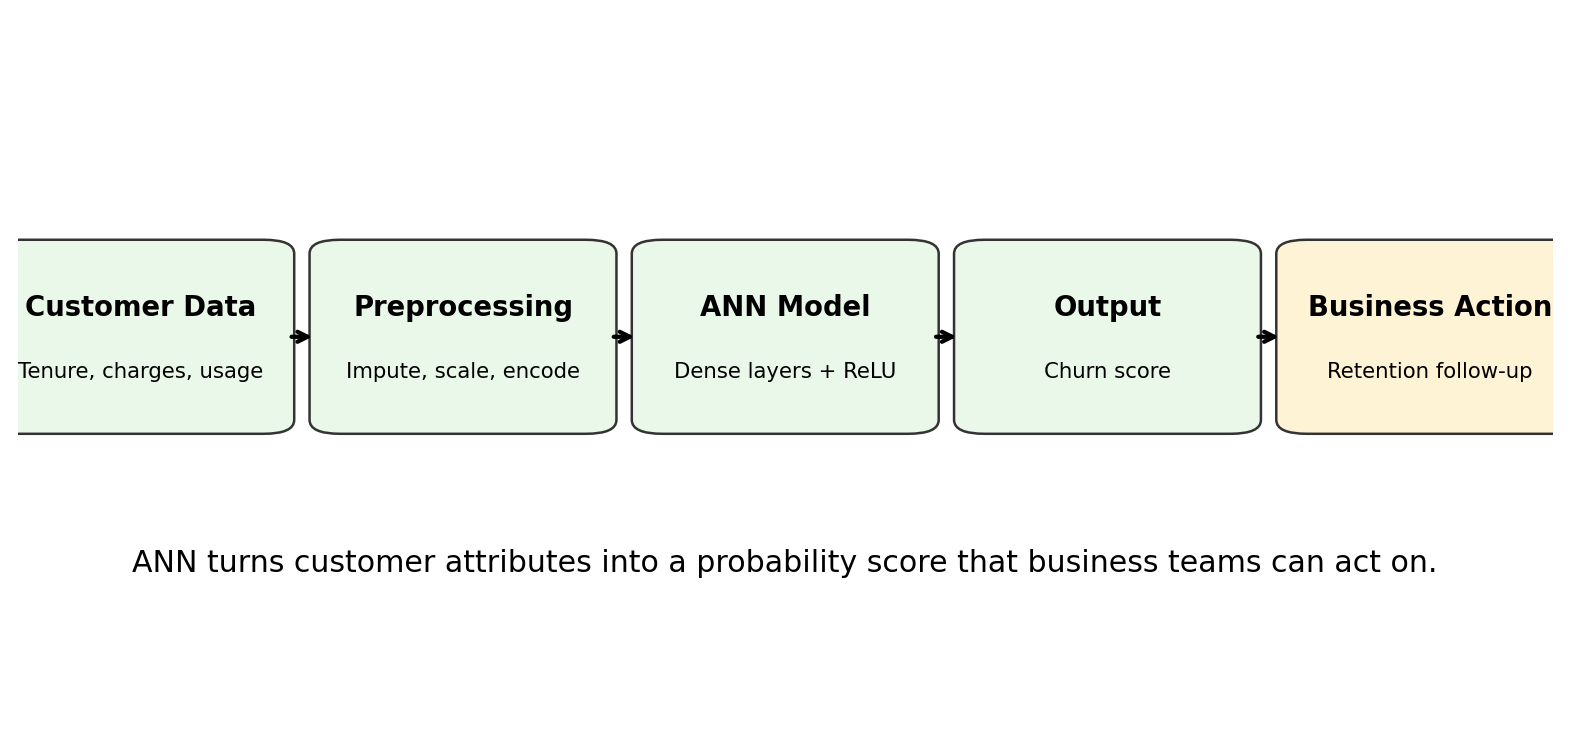 Customer Data
Tenure, charges, usage
Preprocessing
Impute, scale, encode
ANN Model
Dense layers + ReLU
Output
Churn score
Business Action
Retention follow-up
ANN turns customer attributes into a probability score that business teams can act on.